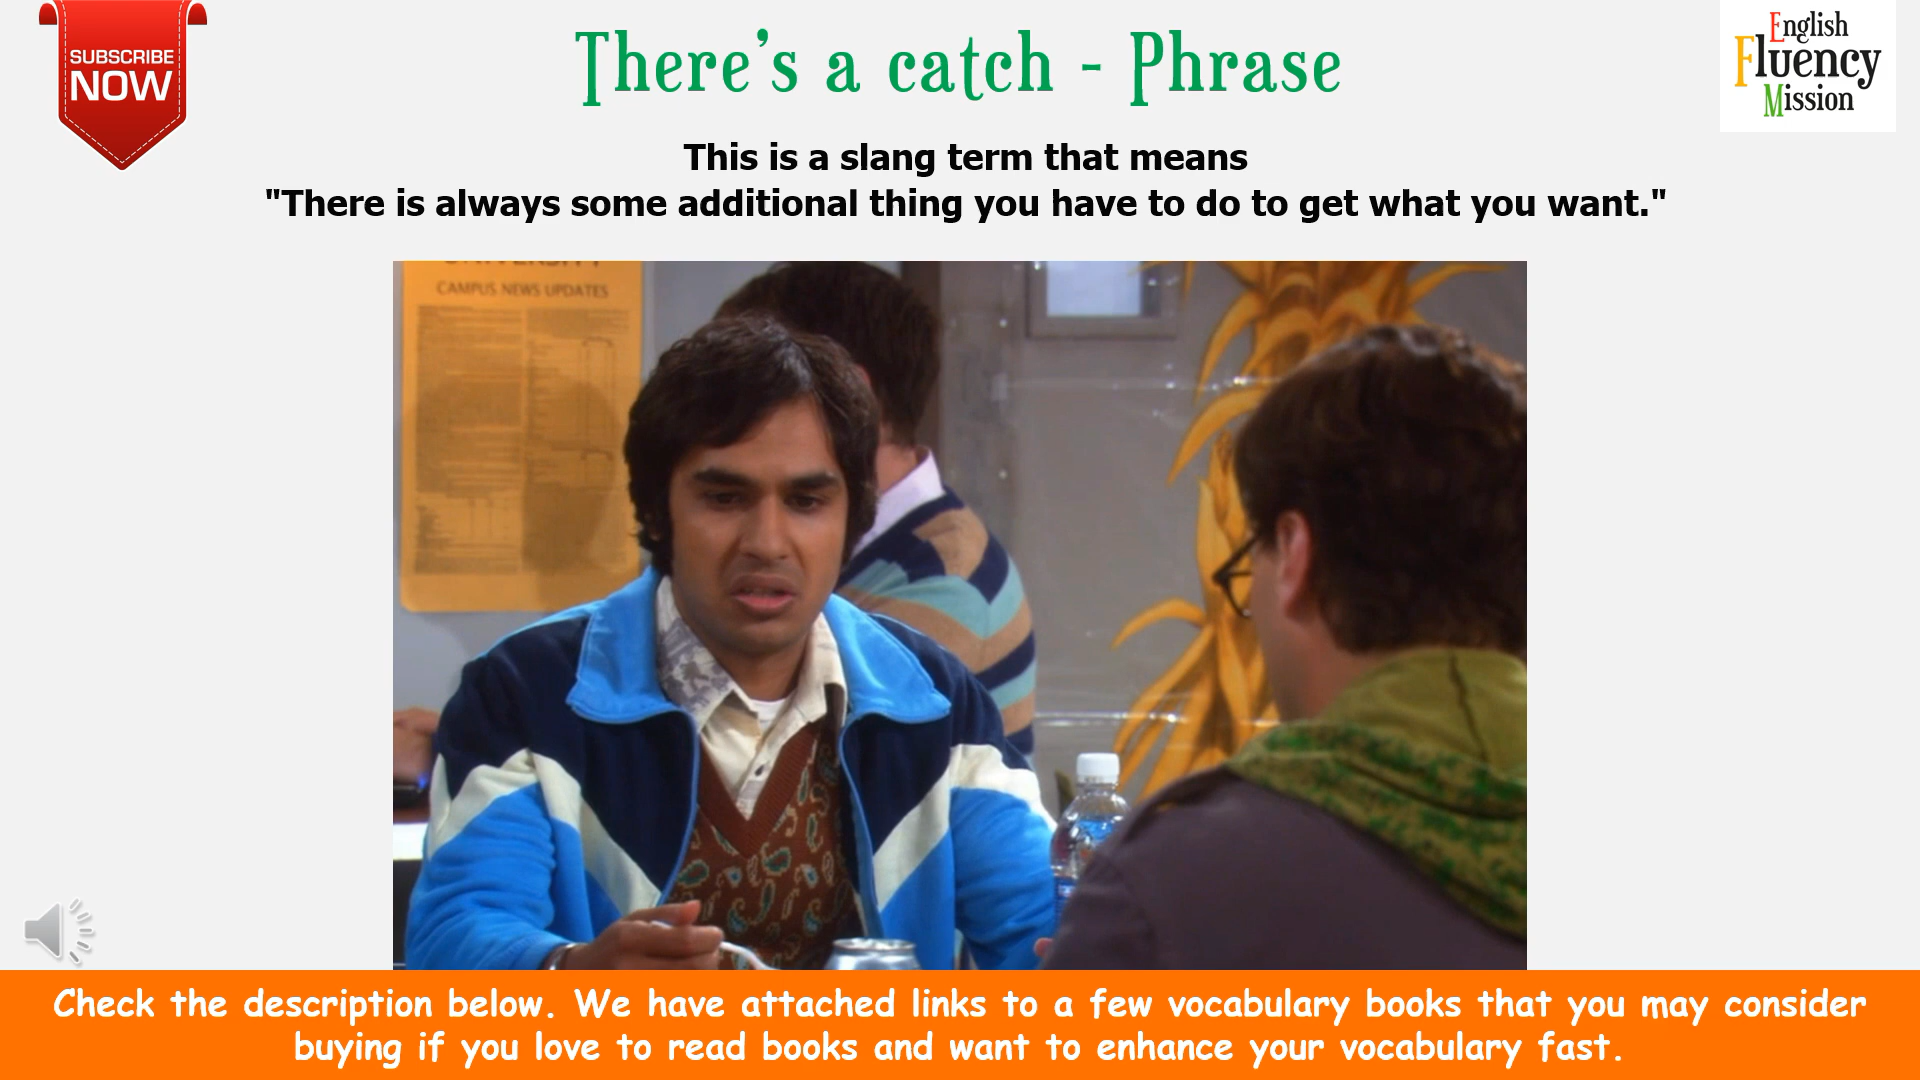 SUBSCRIBE
NOW
There's a catch - Phrase
English
Fluency
Mission
This is a slang term that means
"There is always some additional thing you have to do to get what you want."
CAMPUS NEWS UPDATES
Check the description below. We have attached links to a few vocabulary books that you may consider
buying if you love to read books and want to enhance your vocabulary fast.